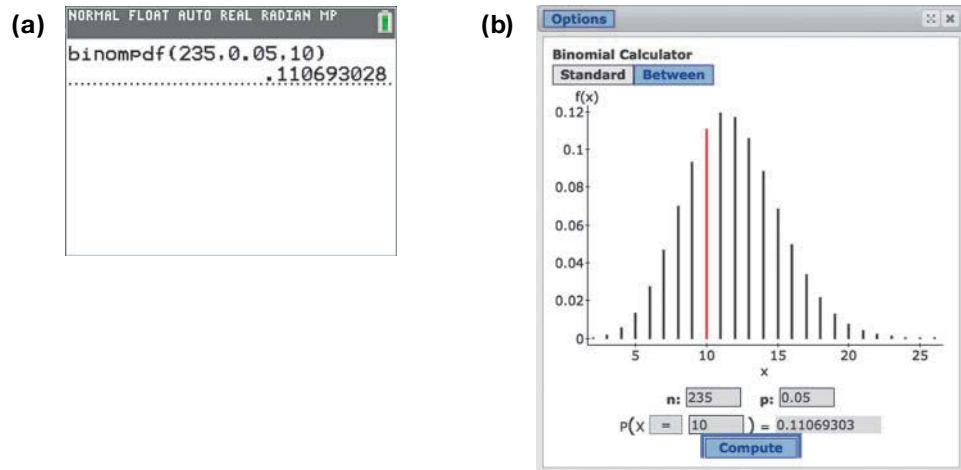 (a)
NORMAL FLOAT AUTO REAL RADIAN MP
binompdf(235,0.05,10)
.110693028
(b)
Options
Binomial Calculator
Standard Between
f(x)
0.12
0.1
0.08
0.06
0.04
0.02
0
5 10 15 20 25
x
n: 235 p: 0.05
P(X = 10 ) = 0.11069303
Compute